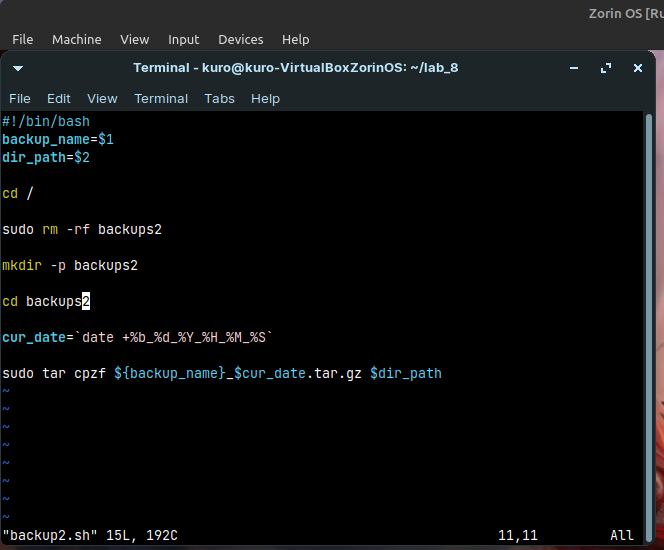 Zorin OS [Ru
File Machine View Input Devices Help
Terminal - kuro@kuro-VirtualBoxZorinOS: ~/lab_8
File Edit View Terminal Tabs Help
#!/bin/bash
backup_name=$1
dir_path=$2
cd /
sudo rm -rf backups2
mkdir -p backups2
cd backups2
cur_date=`date +%b_%d_%Y_%H_%M_%S`
sudo tar cpzf ${backup_name}_$cur_date.tar.gz $dir_path
~
~
~
~
~
~
~
"backup2.sh" 15L, 192C 11,11 All